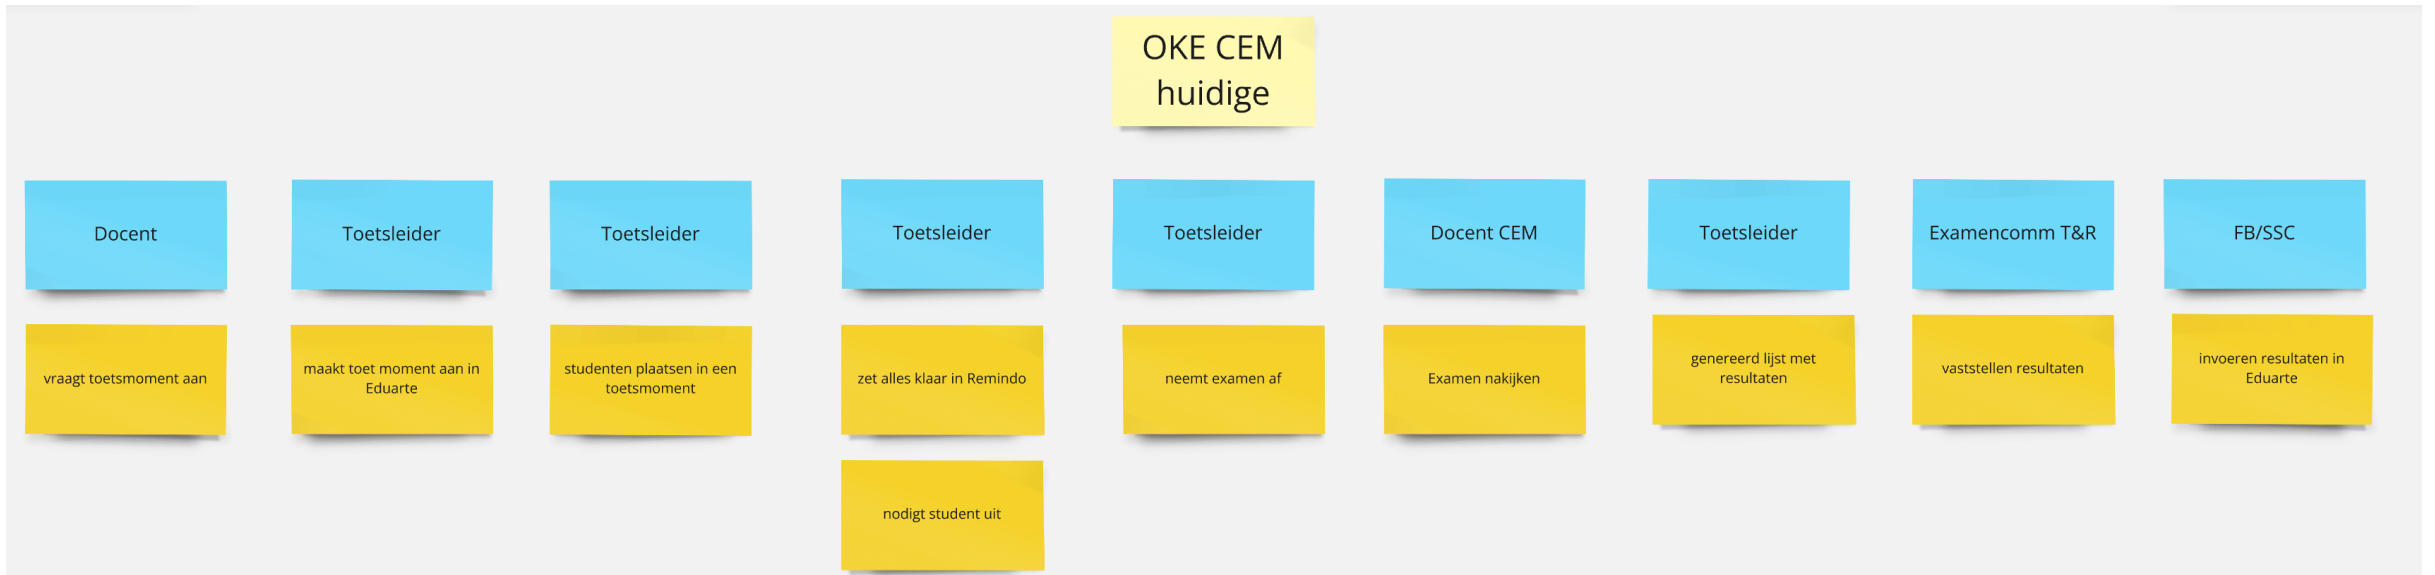 OKE CEM
huidige
Docent
Toetsleider
Toetsleider
Toetsleider
Toetsleider
Docent CEM
Toetsleider
Examencomm T&R
FB/SSC
vraagt toetsmoment aan
maakt toet moment aan in
Eduarte
studenten plaatsen in een
toetsmoment
zet alles klaar in Remindo
neemt examen af
Examen nakijken
genereerd lijst met
resultaten
vaststellen resultaten
invoeren resultaten in
Eduarte
nodigt student uit